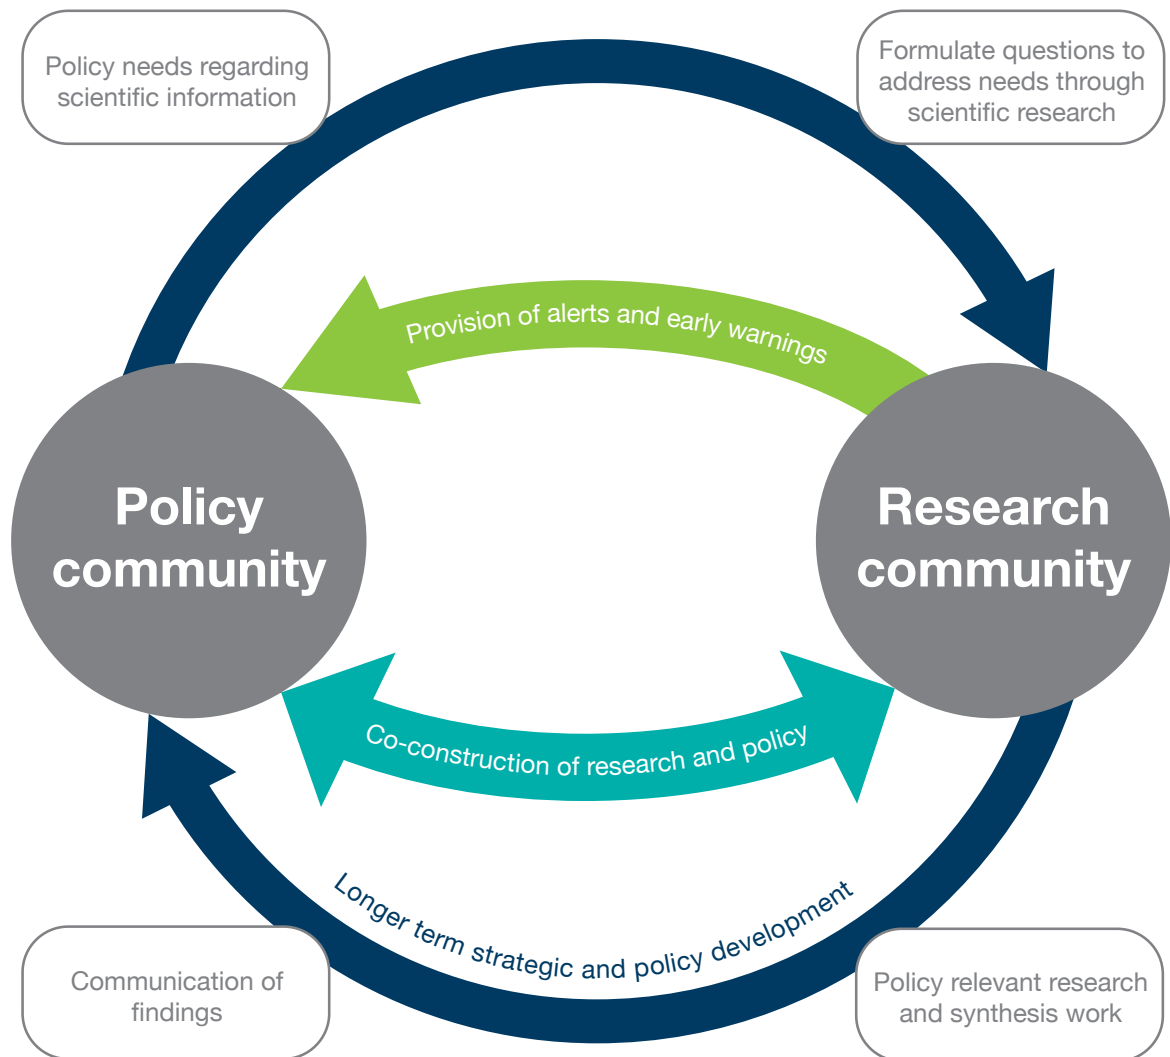 Policy needs regarding
scientific information
Formulate questions to
address needs through
scientific research
Provision of alerts and early warnings
Policy
community
Research
community
Co-construction of research and policy
Longer term strategic and policy development
Communication of
findings
Policy relevant research
and synthesis work